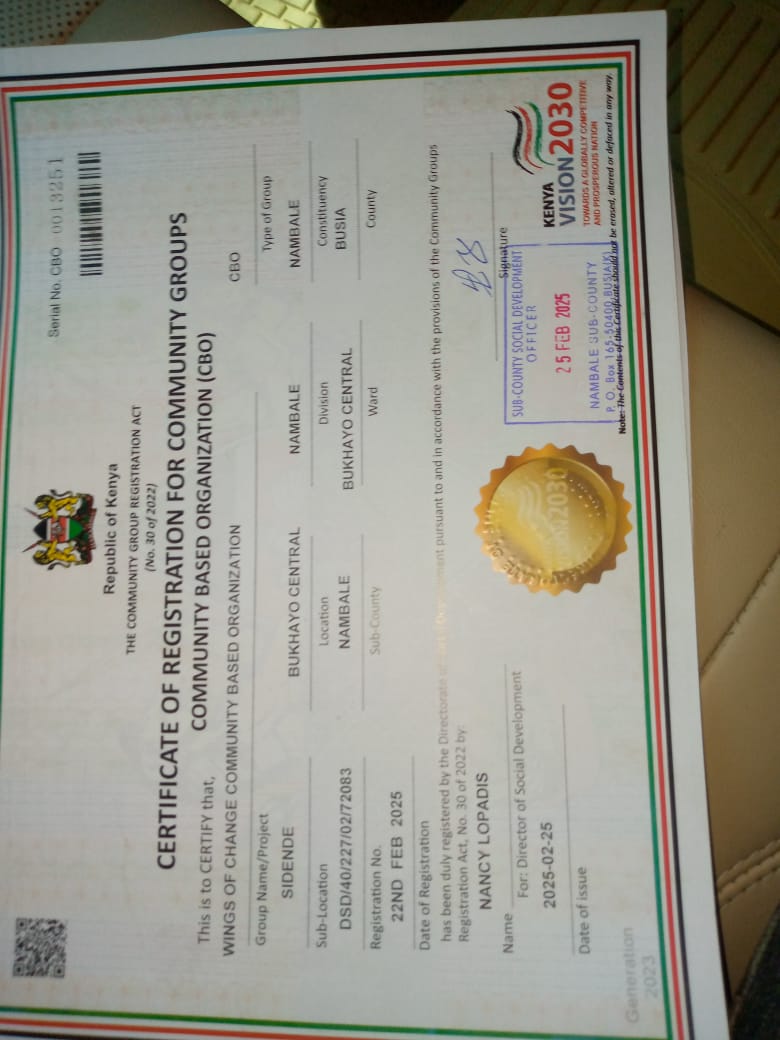 Serial No. CBO 0013251
Republic of Kenya
THE COMMUNITY GROUP REGISTRATION ACT
(No. 30 of 2022)
CERTIFICATE OF REGISTRATION FOR COMMUNITY GROUPS
COMMUNITY BASED ORGANIZATION (CBO)
This is to CERTIFY that,
WINGS OF CHANGE COMMUNITY BASED ORGANIZATION CBO
Group Name/Project Type of Group
SIDENDE BUKHAYO CENTRAL NAMBALE NAMBALE
Sub-Location Location Division Constituency
DSD/40/227/02/72083 NAMBALE BUKHAYO CENTRAL BUSIA
Registration No. Sub-County Ward County
22ND FEB 2025
Date of Registration
has been duly registered by the Directorate of Development pursuant to and in accordance with the provisions of the Community Groups
Registration Act, No. 30 of 2022 by:
NANCY LOPADIS
Name Signature
For: Director of Social Development
2025-02-25
Date of issue
SUB-COUNTY SOCIAL DEVELOPMENT
OFFICER
25 FEB 2025
NAMBALE SUB-COUNTY
P. O. Box 165-50400, BUSIA(K)
VISION 2030
KENYA
VISION 2030
TOWARDS A GLOBALLY COMPETITIVE
AND PROSPEROUS NATION
Note: The Contents of this Certificate should not be erased, altered or defaced in any way.
Generation
2023